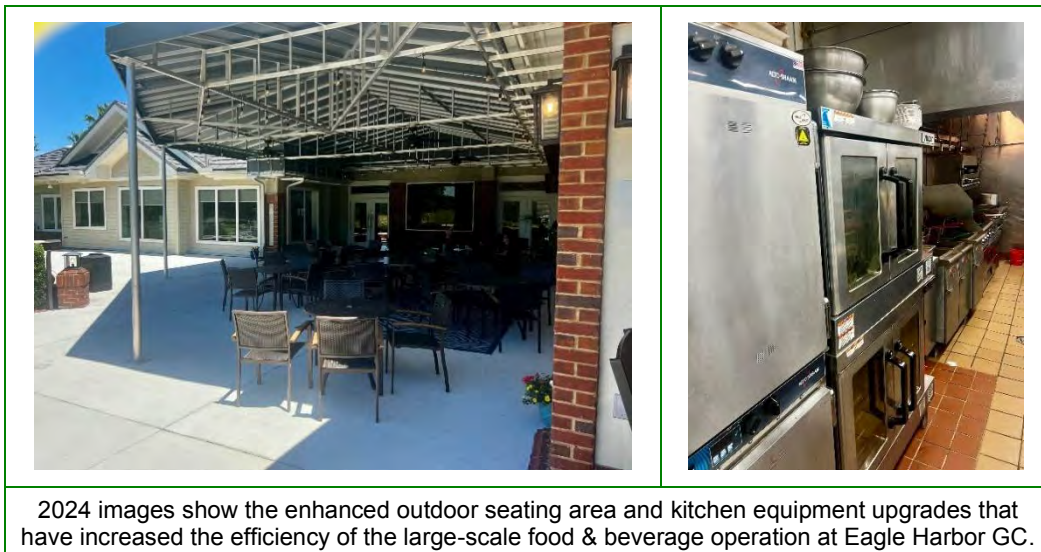 2024 images show the enhanced outdoor seating area and kitchen equipment upgrades that
have increased the efficiency of the large-scale food & beverage operation at Eagle Harbor GC.